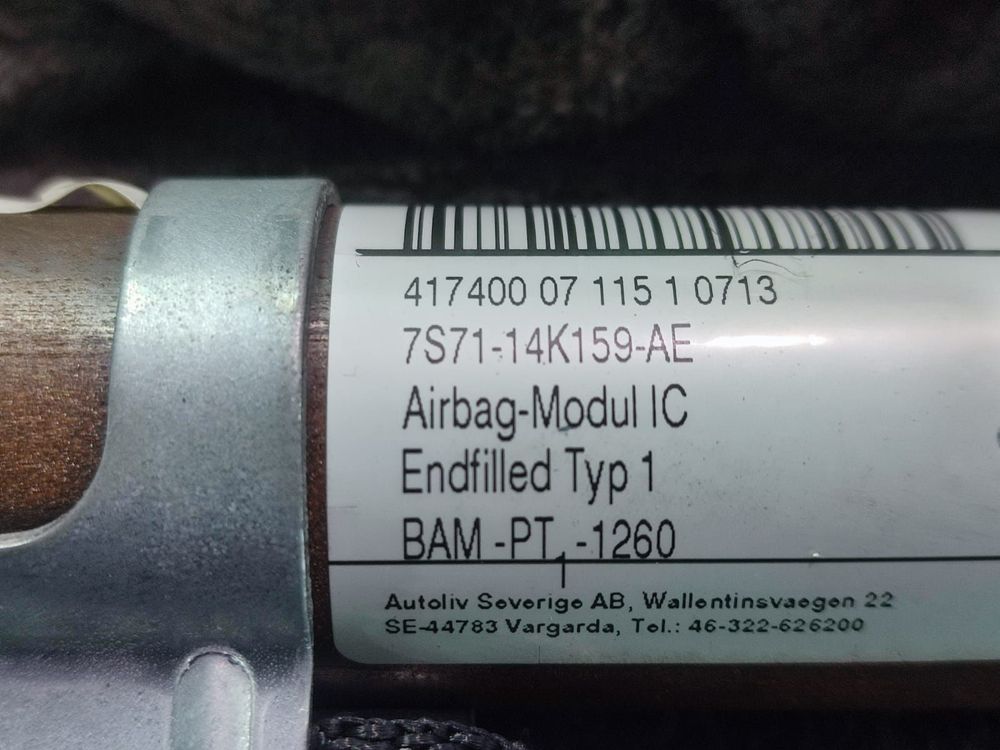 417400 07 115 1 0713
7S71-14K159-AE
Airbag-Modul IC
Endfilled Typ 1
BAM -PT1 -1260
Autoliv Severige AB, Wallentinsvaegen 22
SE-44783 Vargarda, Tel.: 46-322-626200